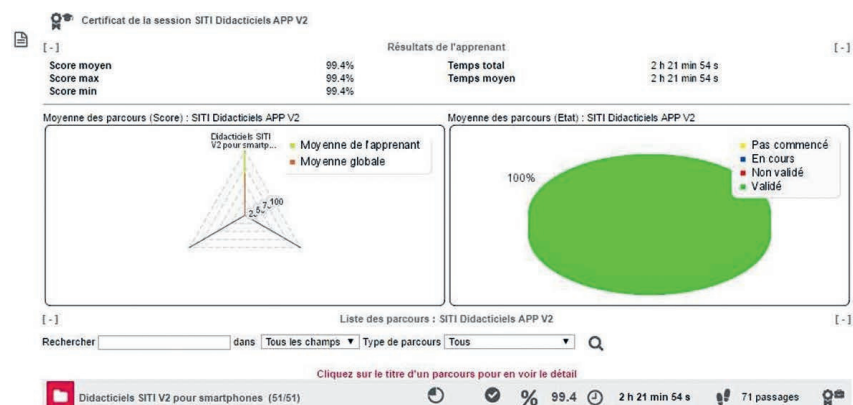 Certificat de la session SITI Didacticiels APP V2
[-] Résultats de l'apprenant [-]
Score moyen 99.4% Temps total 2 h 21 min 54 s
Score max 99.4% Temps moyen 2 h 21 min 54 s
Score min 99.4%
Moyenne des parcours (Score) : SITI Didacticiels APP V2
Didacticiels SITI
V2 pour smartp...
Moyenne de l'apprenant
Moyenne globale
100
Moyenne des parcours (Etat) : SITI Didacticiels APP V2
Pas commencé
En cours
Non validé
Validé
100%
[-] Liste des parcours : SITI Didacticiels APP V2 [-]
Rechercher dans Tous les champs Type de parcours Tous
Cliquez sur le titre d'un parcours pour en voir le détail
Didacticiels SITI V2 pour smartphones (51/51) % 99.4 2 h 21 min 54 s 71 passages